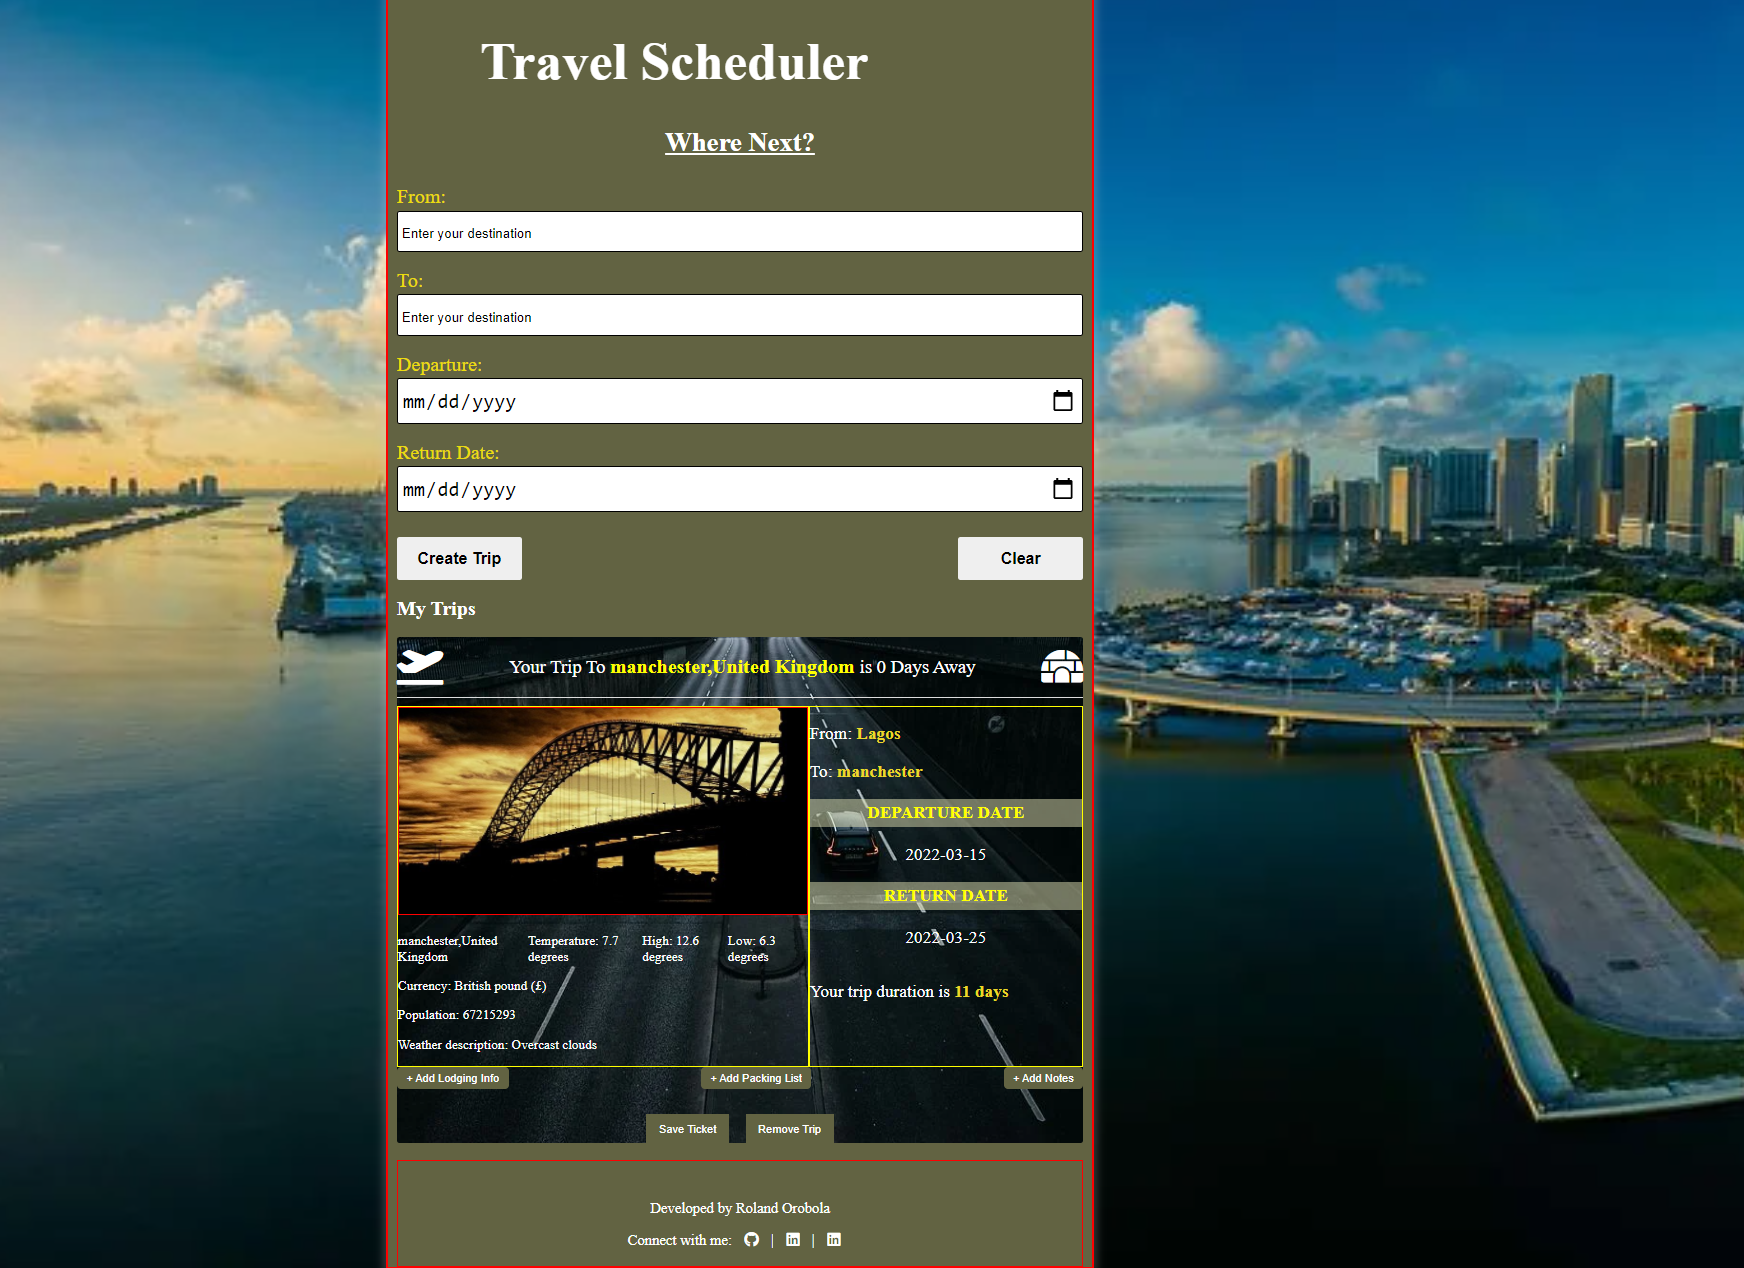 Travel Scheduler
Where Next?
From:
Enter your destination
To:
Enter your destination
Departure:
mm/dd/yyyy
Return Date:
mm/dd/yyyy
Create Trip
Clear
My Trips
Your Trip To manchester,United Kingdom is 0 Days Away
From: Lagos
To: manchester
DEPARTURE DATE
2022-03-15
RETURN DATE
2022-03-25
Your trip duration is 11 days
manchester,United
Kingdom
Temperature: 7.7
degrees
High: 12.6
degrees
Low: 6.3
degrees
Currency: British pound (£)
Population: 67215293
Weather description: Overcast clouds
+ Add Lodging Info
+ Add Packing List
+ Add Notes
Save Ticket
Remove Trip
Developed by Roland Orobola
Connect with me: | |